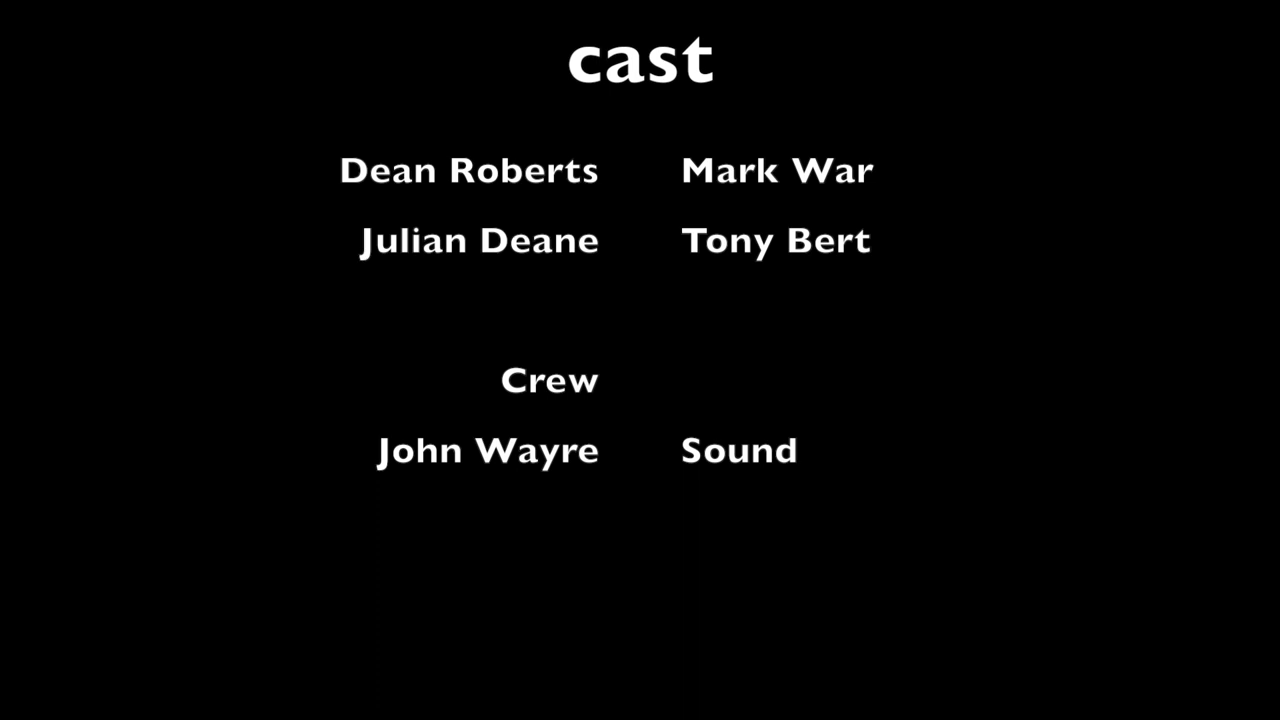 cast
Dean Roberts Mark War
Julian Deane Tony Bert
Crew
John Wayre Sound